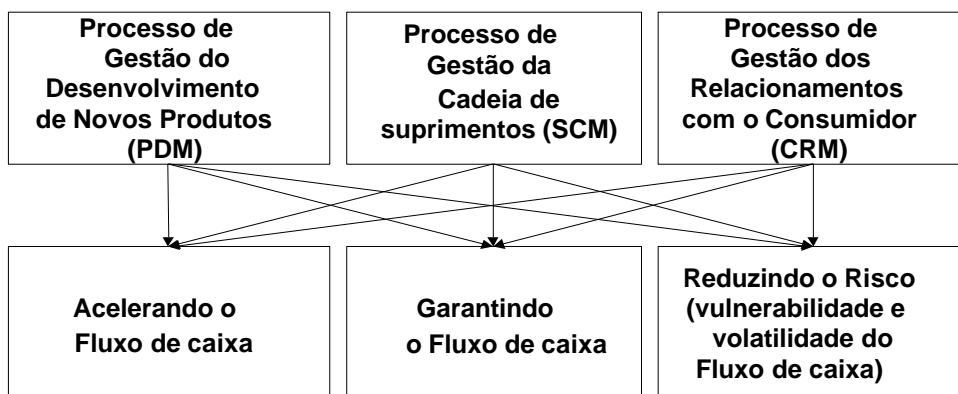 Processo de
Gestão do
Desenvolvimento
de Novos Produtos
(PDM)
Processo de
Gestão da
Cadeia de
suprimentos (SCM)
Processo de
Gestão dos
Relacionamentos
com o Consumidor
(CRM)
Acelerando o
Fluxo de caixa
Garantindo
o Fluxo de caixa
Reduzindo o Risco
(vulnerabilidade e
volatilidade do
Fluxo de caixa)